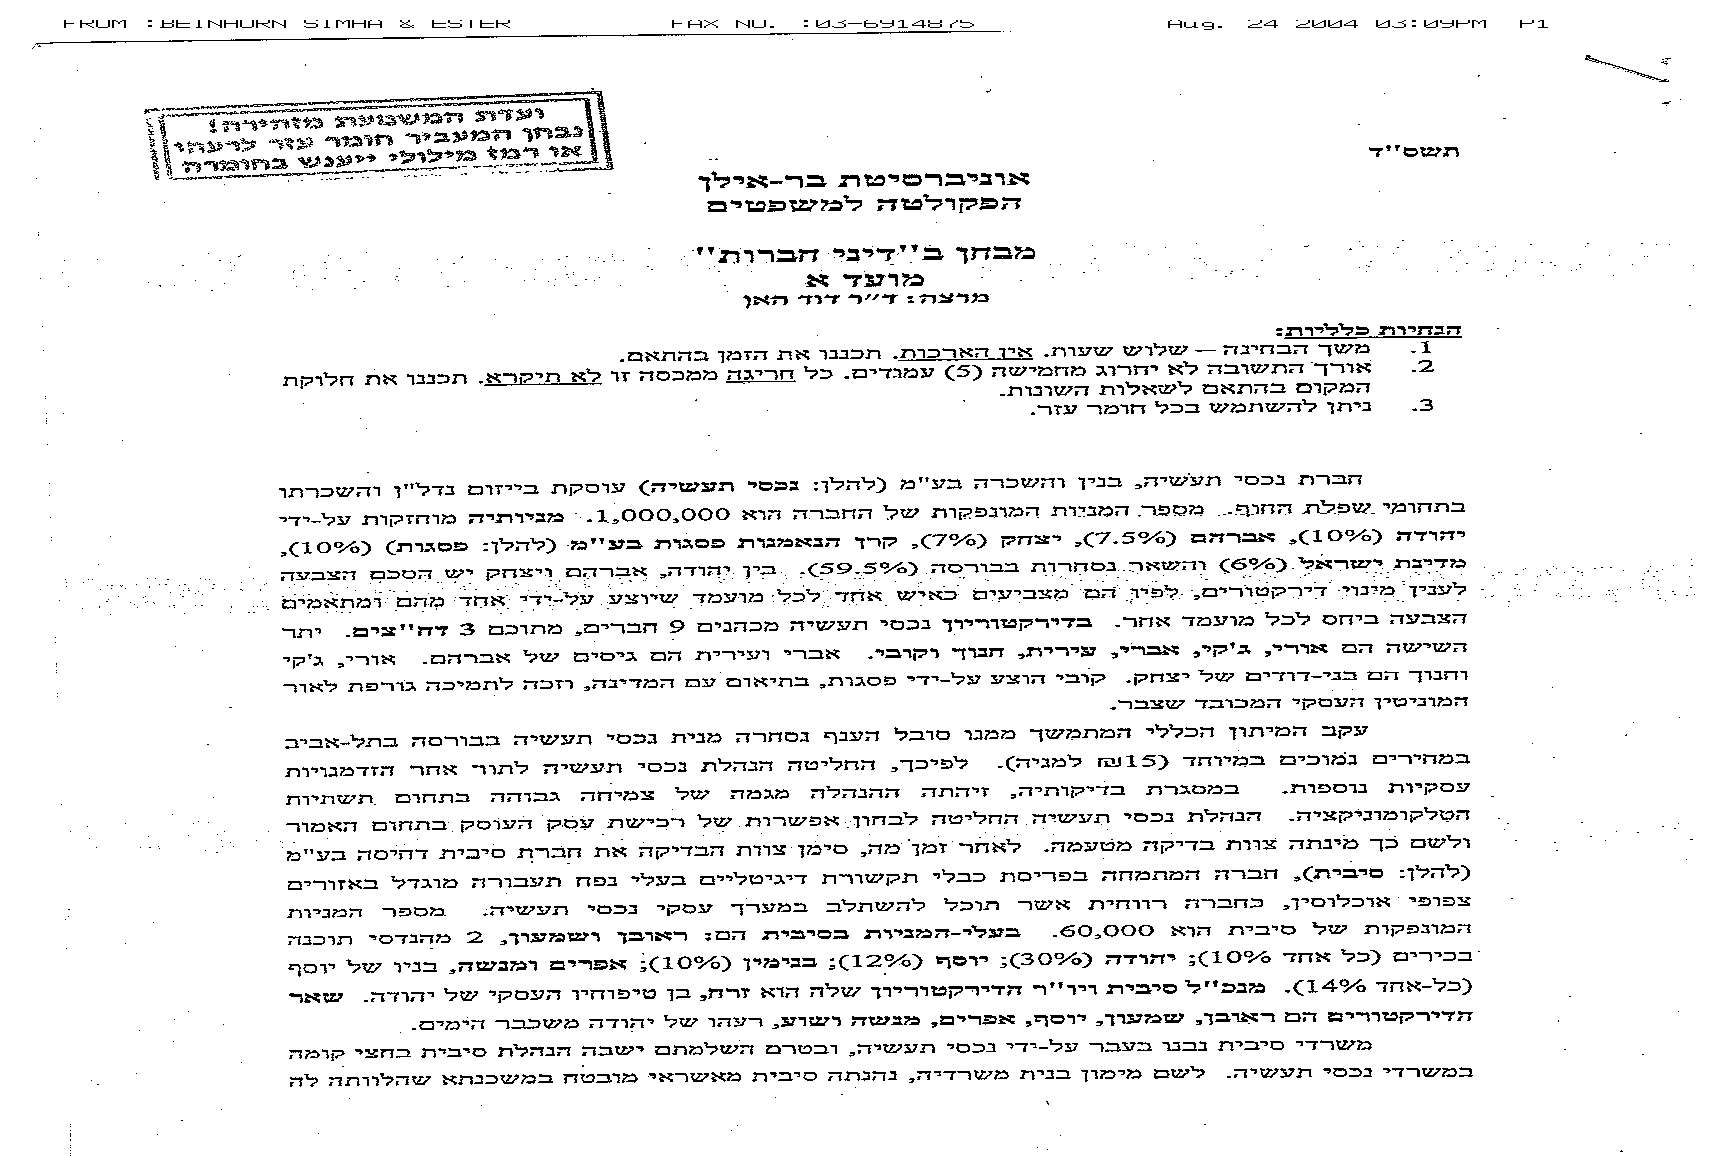 FROM : BEINHORN SIMHA & ESTER FAX NO. : 03-6914875 Aug. 24 2004 03:09PM P1
ועדת המשמעת מזהירה!
נבחן המעביר חומר עזר לרעהו
או רמז מילולי ייענש בחומרה
תשס''ד
אוניברסיטת בר-אילן
הפקולטה למשפטים
מבחן ב''דיני חברות''
מועד א
מרצה: ד״ר דוד האן
הנחיות כלליות:
1. משך הבחינה – שלוש שעות. אין הארכות. תכננו את הזמן בהתאם.
2. אורך התשובה לא יחרוג מחמישה (5) עמודים. כל חריגה ממכסה זו לא תיקרא. תכננו את חלוקת
המקום בהתאם לשאלות השונות.
3. ניתן להשתמש בכל חומר עזר.
חברת נכסי תעשיה, בנין והשכרה בע"מ (להלן: נכסי תעשיה) עוסקת בייזום נדל"ן והשכרתו
בתחומי שפלת החוף. מספר המניות המונפקות של החברה הוא 1,000,000. מניותיה מוחזקות על-ידי
יהודה (10%), אברהם (7.5%), יצחק (7%), קרן הנאמנות פסגות בע"מ (להלן: פסגות) (10%),
מדינת ישראל (6%) והשאר נסחרות בבורסה (59.5%). בין יהודה, אברהם ויצחק יש הסכם הצבעה
לענין מינוי דירקטורים, לפיו הם מצביעים כאיש אחד לכל מועמד שיוצע על-ידי אחד מהם ומתאמים
הצבעה ביחס לכל מועמד אחר. בדירקטוריון נכסי תעשיה מכהנים 9 חברים, מתוכם 3 דח"צים. יתר
השישה הם אורי, ג'קי, אברי, עירית, חנוך וקובי. אברי ועירית הם גיסים של אברהם. אורי, ג'קי
וחנוך הם בני-דודים של יצחק. קובי הוצע על-ידי פסגות, בתיאום עם המדינה, וזכה לתמיכה גורפת לאור
המוניטין העסקי המכובד שצבר.
עקב המיתון הכללי המתמשך ממנו סובל הענף נסחרה מנית נכסי תעשיה בבורסה בתל-אביב
במחירים נמוכים במיוחד (15₪ למניה). לפיכך, החליטה הנהלת נכסי תעשיה לתור אחר הזדמנויות
עסקיות נוספות. במסגרת בדיקותיה, זיהתה ההנהלה מגמה של צמיחה גבוהה בתחום תשתיות
הטלקומוניקציה. הנהלת נכסי תעשיה החליטה לבחון אפשרות של רכישת עסק העוסק בתחום האמור
ולשם כך מינתה צוות בדיקה מטעמה. לאחר זמן מה, סימן צוות הבדיקה את חברת סיבית דחיסה בע"מ
(להלן: סיבית), חברה המתמחה בפריסת כבלי תקשורת דיגיטליים בעלי נפח תעבורה מוגדל באזורים
צפופי אוכלוסין, כחברה רווחית אשר תוכל להשתלב במערך עסקי נכסי תעשיה. מספר המניות
המונפקות של סיבית הוא 60,000. בעלי-המניות בסיבית הם: ראובן ושמעון, 2 מהנדסי תוכנה
בכירים (כל אחד 10%); יהודה (30%); יוסף (12%); בנימין (10%); אפרים ומנשה, בניו של יוסף
(כל-אחד 14%). מנכ"ל סיבית ויו"ר הדירקטוריון שלה הוא זרח, בן טיפוחיו העסקי של יהודה. שאר
הדירקטורים הם ראובן, שמעון, יוסף, אפרים, מנשה ושוע, רעהו של יהודה משכבר הימים.
משרדי סיבית נבנו בעבר על-ידי נכסי תעשיה, ובטרם השלמתם ישבה הנהלת סיבית בחצי קומה
במשרדי נכסי תעשיה. לשם מימון בנית משרדיה, נהנתה סיבית מאשראי מובטח במשכנתא שהלוותה לה